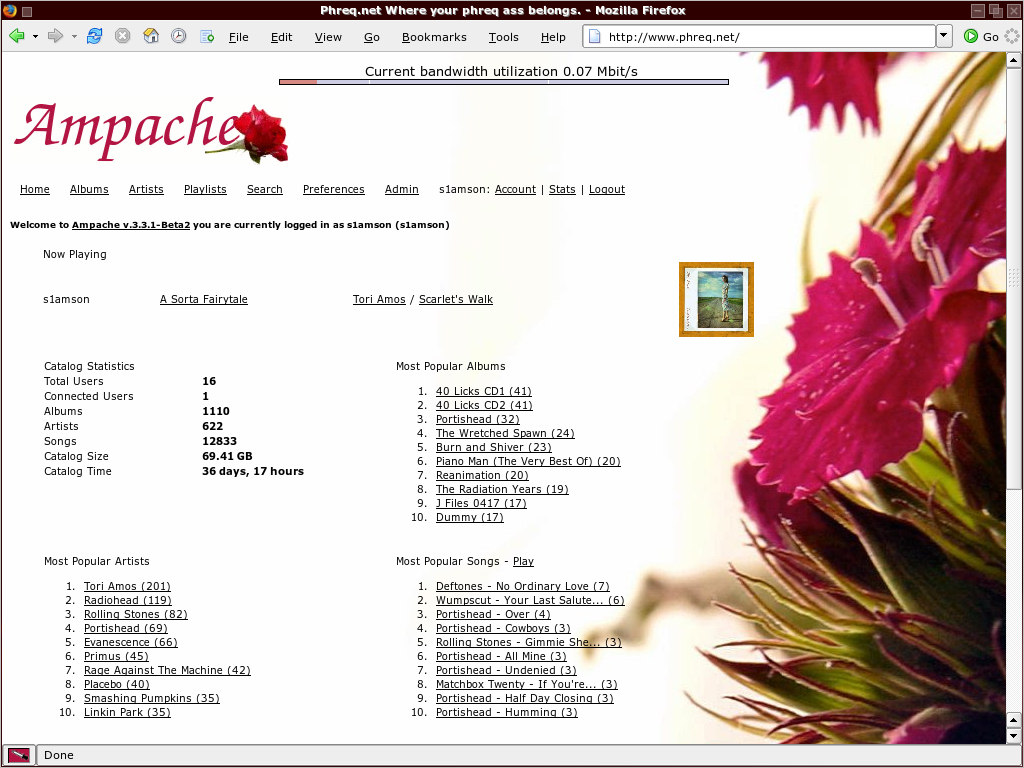 Phreq.net Where your phreq ass belongs. - Mozilla Firefox
File Edit View Go Bookmarks Tools Help http://www.phreq.net/ Go
Current bandwidth utilization 0.07 Mbit/s
Ampache
Home Albums Artists Playlists Search Preferences Admin s1amson: Account | Stats | Logout
Welcome to Ampache v.3.3.1-Beta2 you are currently logged in as s1amson (s1amson)
Now Playing
s1amson A Sorta Fairytale Tori Amos / Scarlet's Walk
Catalog Statistics
Total Users 16
Connected Users 1
Albums 1110
Artists 622
Songs 12833
Catalog Size 69.41 GB
Catalog Time 36 days, 17 hours
Most Popular Albums
1. 40 Licks CD1 (41)
2. 40 Licks CD2 (41)
3. Portishead (32)
4. The Wretched Spawn (24)
5. Burn and Shiver (23)
6. Piano Man (The Very Best Of) (20)
7. Reanimation (20)
8. The Radiation Years (19)
9. J Files 0417 (17)
10. Dummy (17)
Most Popular Artists
1. Tori Amos (201)
2. Radiohead (119)
3. Rolling Stones (82)
4. Portishead (69)
5. Evanescence (66)
6. Primus (45)
7. Rage Against The Machine (42)
8. Placebo (40)
9. Smashing Pumpkins (35)
10. Linkin Park (35)
Most Popular Songs - Play
1. Deftones - No Ordinary Love (7)
2. Wumpscut - Your Last Salute... (6)
3. Portishead - Over (4)
4. Portishead - Cowboys (3)
5. Rolling Stones - Gimmie She... (3)
6. Portishead - All Mine (3)
7. Portishead - Undenied (3)
8. Matchbox Twenty - If You're... (3)
9. Portishead - Half Day Closing (3)
10. Portishead - Humming (3)
Done